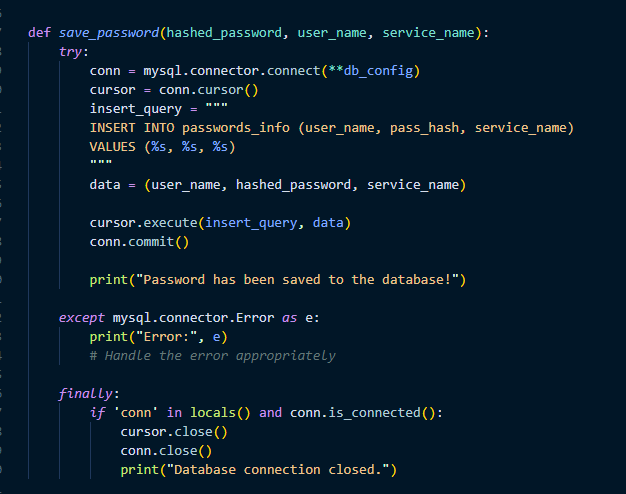 def save_password(hashed_password, user_name, service_name):
    try:
        conn = mysql.connector.connect(**db_config)
        cursor = conn.cursor()
        insert_query = """
        INSERT INTO passwords_info (user_name, pass_hash, service_name)
        VALUES (%s, %s, %s)
        """
        data = (user_name, hashed_password, service_name)

        cursor.execute(insert_query, data)
        conn.commit()

        print("Password has been saved to the database!")

    except mysql.connector.Error as e:
        print("Error:", e)
        # Handle the error appropriately

    finally:
        if 'conn' in locals() and conn.is_connected():
            cursor.close()
            conn.close()
            print("Database connection closed.")